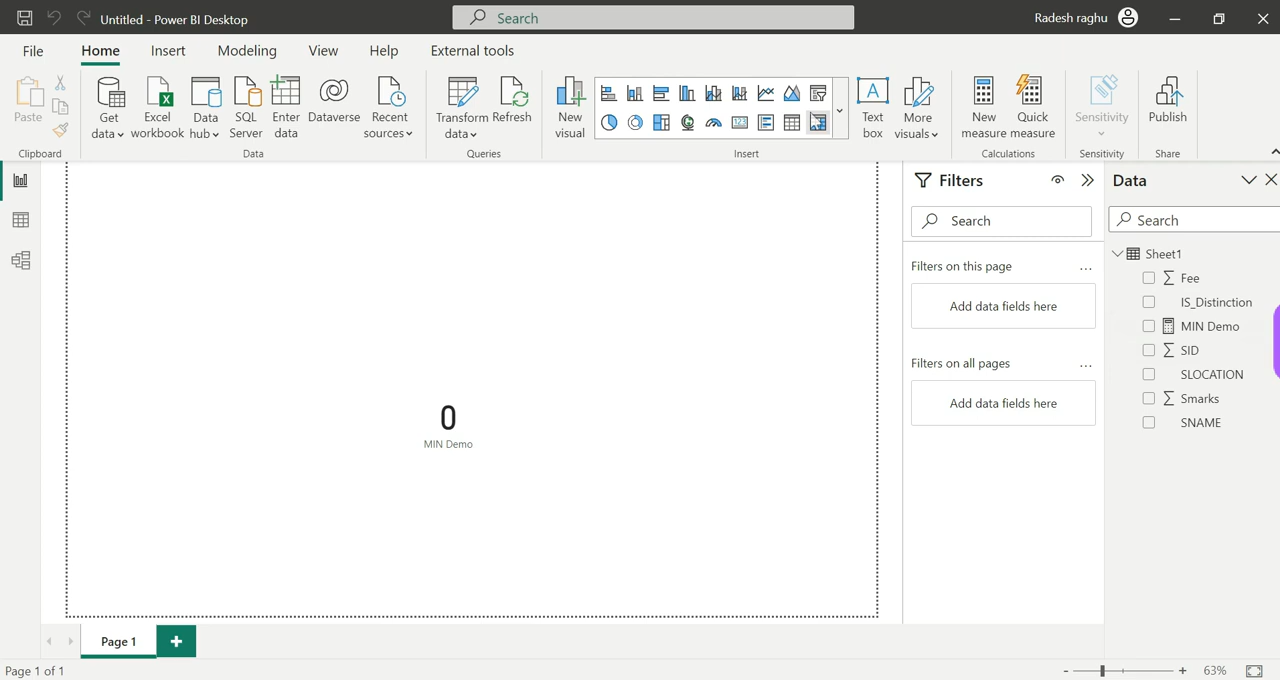 Untitled - Power BI Desktop
Search
Radesh raghu
File Home Insert Modeling View Help External tools
Paste
Get data
Excel workbook
Data hub
SQL Server
Enter data
Dataverse
Recent sources
Transform data
Refresh
New visual
Text box
More visuals
New measure
Quick measure
Sensitivity
Publish
Clipboard
Data
Queries
Insert
Calculations
Sensitivity
Share
0
MIN Demo
Filters
Search
Filters on this page ...
Add data fields here
Filters on all pages ...
Add data fields here
Data
Search
Sheet1
Fee
IS_Distinction
MIN Demo
SID
SLOCATION
Smarks
SNAME
Page 1
Page 1 of 1
- + 63%